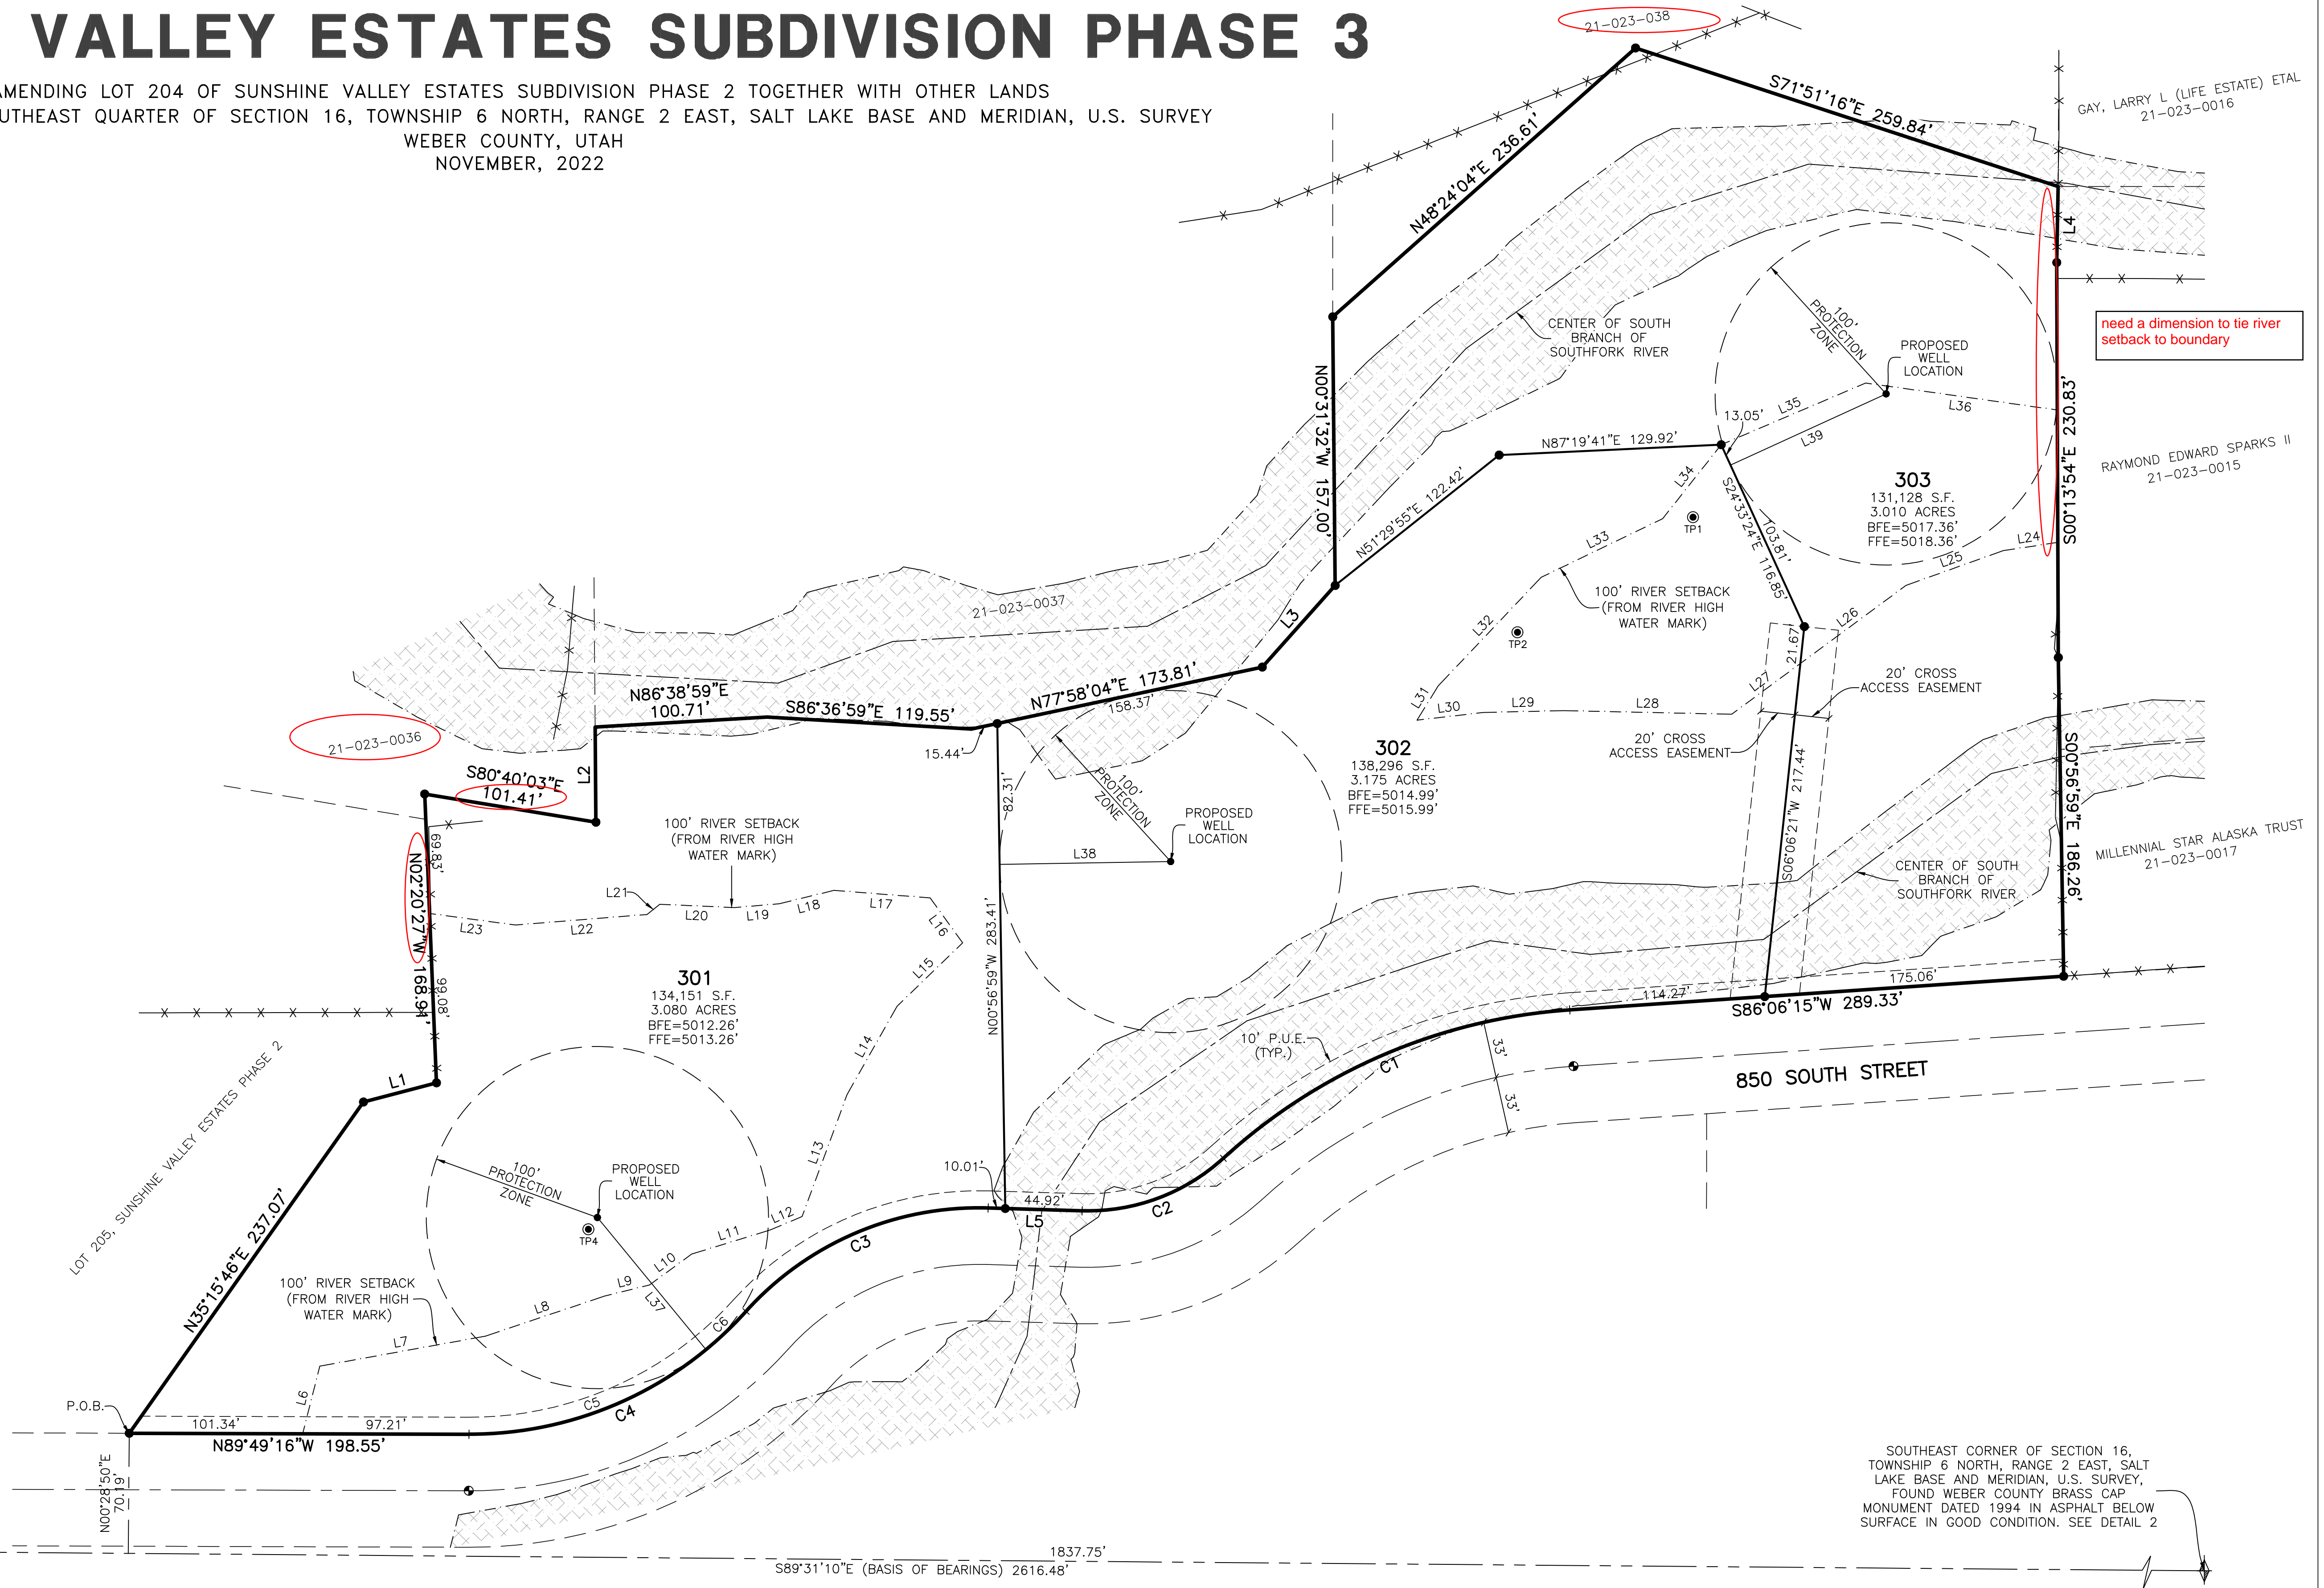 VALLEY ESTATES SUBDIVISION PHASE 3
AMENDING LOT 204 OF SUNSHINE VALLEY ESTATES SUBDIVISION PHASE 2 TOGETHER WITH OTHER LANDS
UTHEAST QUARTER OF SECTION 16, TOWNSHIP 6 NORTH, RANGE 2 EAST, SALT LAKE BASE AND MERIDIAN, U.S. SURVEY
WEBER COUNTY, UTAH
NOVEMBER, 2022
21-023-038
S71°51'16"E 259.84'
GAY, LARRY L (LIFE ESTATE) ETAL
21-023-0016
N48°24'04"E 236.61'
L4
need a dimension to tie river
setback to boundary
CENTER OF SOUTH
BRANCH OF
SOUTHFORK RIVER
100'
PROTECTION
ZONE
PROPOSED
WELL
LOCATION
N00°31'32"W 157.00'
S00°13'54"E 230.83'
13.05'
L35
L36
L39
N87°19'41"E 129.92'
N51°29'55"E 122.42'
L34
TP1
S24°33'24"E 116.85'
103.81'
303
131,128 S.F.
3.010 ACRES
BFE=5017.36'
FFE=5018.36'
RAYMOND EDWARD SPARKS II
21-023-0015
L24
L25
L26
L27
L33
L32
100' RIVER SETBACK
(FROM RIVER HIGH
WATER MARK)
TP2
21-023-0037
L3
21.67'
20' CROSS
ACCESS EASEMENT
L31
L30
L29
L28
20' CROSS
ACCESS EASEMENT
N86°38'59"E
100.71'
S86°36'59"E 119.55'
N77°58'04"E 173.81'
158.37'
15.44'
21-023-0036
S80°40'03"E
101.41'
L2
302
138,296 S.F.
3.175 ACRES
BFE=5014.99'
FFE=5015.99'
S06°06'21"W 217.44'
S00°56'59"E 186.26'
82.31'
100'
PROTECTION
ZONE
PROPOSED
WELL
LOCATION
L38
100' RIVER SETBACK
(FROM RIVER HIGH
WATER MARK)
69.83'
N02°20'27"W 168.91'
99.08'
MILLENNIAL STAR ALASKA TRUST
21-023-0017
CENTER OF SOUTH
BRANCH OF
SOUTHFORK RIVER
L21
L20
L19
L18
L17
L16
L23
L22
L15
N00°56'59"W 283.41'
301
134,151 S.F.
3.080 ACRES
BFE=5012.26'
FFE=5013.26'
175.06'
114.27'
S86°06'15"W 289.33'
10' P.U.E.
(TYP.)
C1
33'
33'
850 SOUTH STREET
L14
L1
LOT 205, SUNSHINE VALLEY ESTATES PHASE 2
L13
100'
PROTECTION
ZONE
PROPOSED
WELL
LOCATION
10.01'
44.92'
L5
C2
TP4
L12
L11
C3
N35°15'46"E 237.07'
100' RIVER SETBACK
(FROM RIVER HIGH
WATER MARK)
L10
L9
L37
L8
L7
C6
L6
C5
C4
P.O.B.
101.34'
97.21'
N89°49'16"W 198.55'
N00°28'50"E
70.19'
SOUTHEAST CORNER OF SECTION 16,
TOWNSHIP 6 NORTH, RANGE 2 EAST, SALT
LAKE BASE AND MERIDIAN, U.S. SURVEY,
FOUND WEBER COUNTY BRASS CAP
MONUMENT DATED 1994 IN ASPHALT BELOW
SURFACE IN GOOD CONDITION. SEE DETAIL 2
1837.75'
S89°31'10"E (BASIS OF BEARINGS) 2616.48'